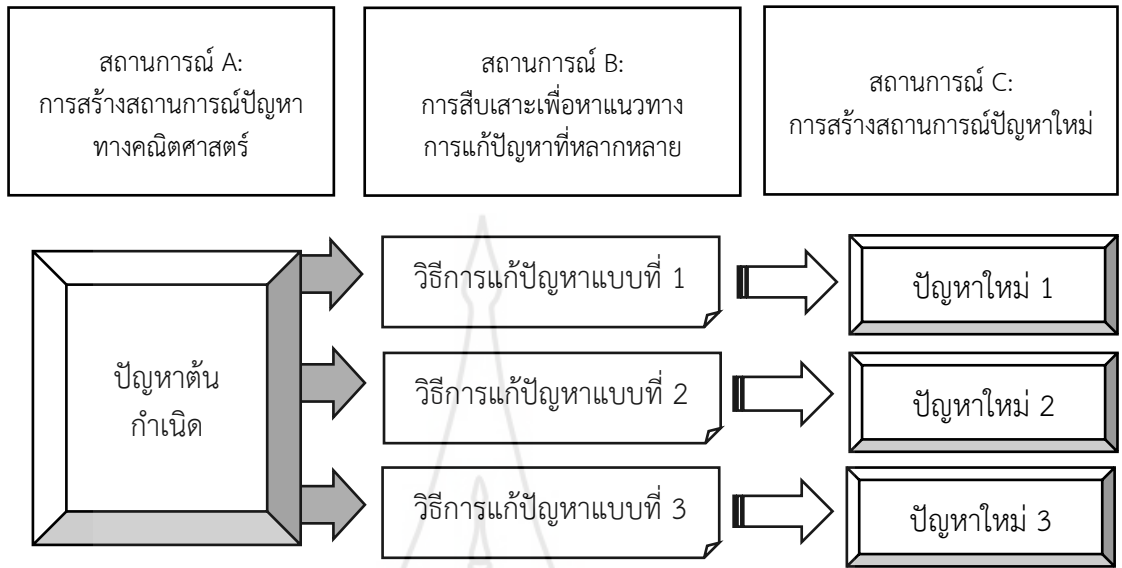 สถานการณ์ A:
การสร้างสถานการณ์ปัญหา
ทางคณิตศาสตร์
สถานการณ์ B:
การสืบเสาะเพื่อหาแนวทาง
การแก้ปัญหาที่หลากหลาย
สถานการณ์ C:
การสร้างสถานการณ์ปัญหาใหม่
ปัญหาต้น
กำเนิด
วิธีการแก้ปัญหาแบบที่ 1
ปัญหาใหม่ 1
วิธีการแก้ปัญหาแบบที่ 2
ปัญหาใหม่ 2
วิธีการแก้ปัญหาแบบที่ 3
ปัญหาใหม่ 3